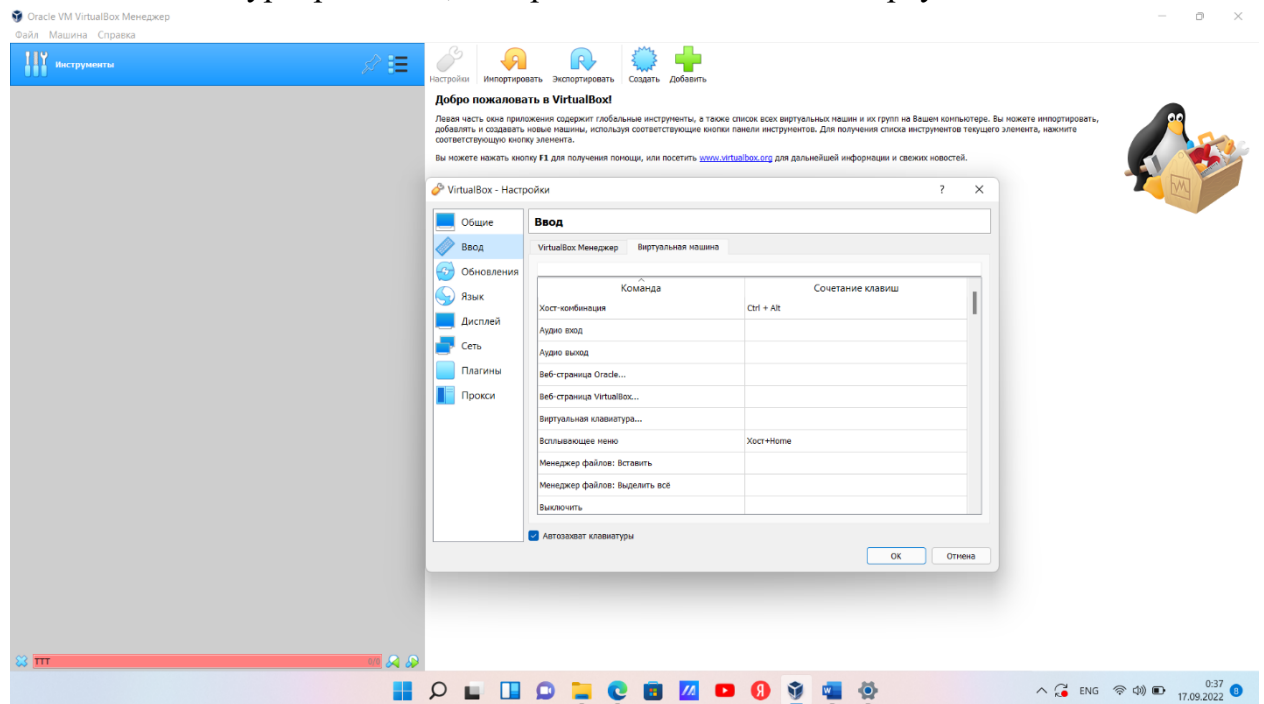 Oracle VM VirtualBox Менеджер
Файл Машина Справка
Инструменты
Настройки Импортировать Экспортировать Создать Добавить
Добро пожаловать в VirtualBox!
Левая часть окна приложения содержит глобальные инструменты, а также список всех виртуальных машин и их групп на Вашем компьютере. Вы можете импортировать,
добавлять и создавать новые машины, используя соответствующие кнопки панели инструментов. Для получения списка инструментов текущего элемента, нажмите
соответствующую кнопку элемента.
Вы можете нажать кнопку F1 для получения помощи, или посетить www.virtualbox.org для дальнейшей информации и свежих новостей.
VirtualBox - Настройки ? ×
Общие
Ввод
Обновления
Язык
Дисплей
Сеть
Плагины
Прокси
Ввод
VirtualBox Менеджер Виртуальная машина
Команда Сочетание клавиш
Хост-комбинация Ctrl + Alt
Аудио вход
Аудио выход
Веб-страница Oracle...
Веб-страница VirtualBox...
Виртуальная клавиатура...
Всплывающее меню Хост+Home
Менеджер файлов: Вставить
Менеджер файлов: Выделить всё
Выключить
Автозахват клавиатуры
ОК Отмена
ТТТ 0/0
ENG 0:37
17.09.2022 8